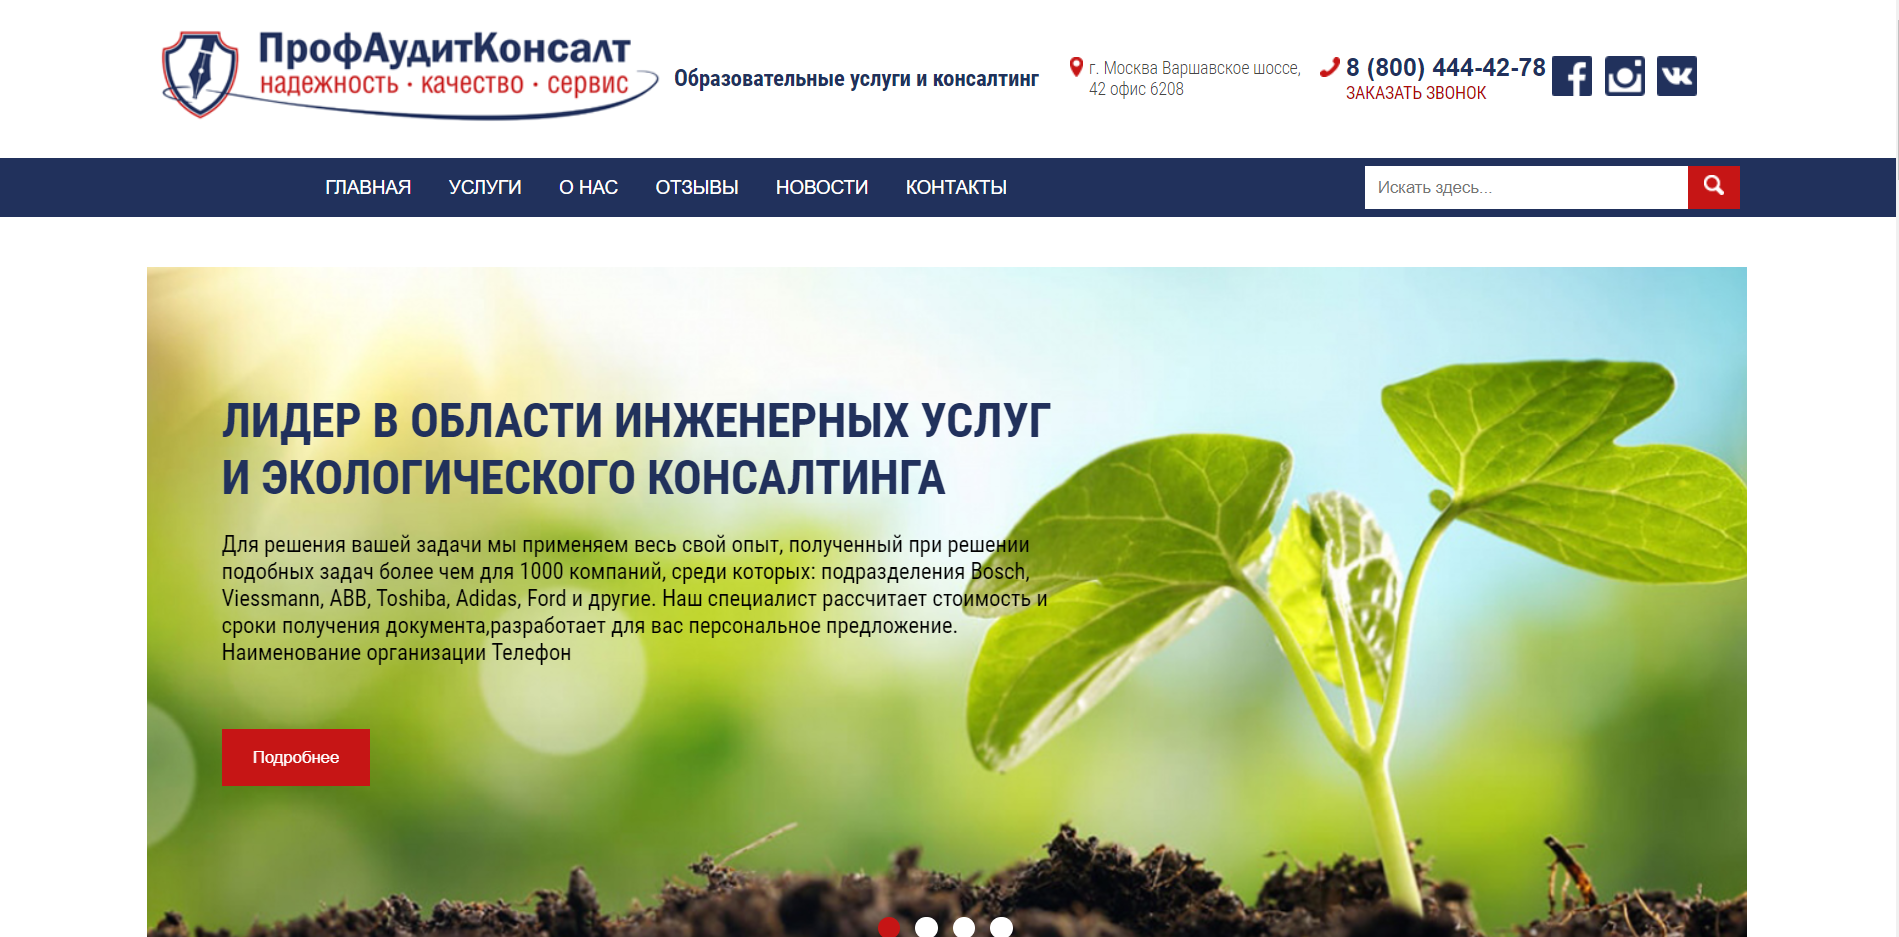 ПрофАудитКонсалт
надежность · качество · сервис
Образовательные услуги и консалтинг
г. Москва Варшавское шоссе,
42 офис 6208
8 (800) 444-42-78
ЗАКАЗАТЬ ЗВОНОК
ГЛАВНАЯ УСЛУГИ О НАС ОТЗЫВЫ НОВОСТИ КОНТАКТЫ
Искать здесь...
ЛИДЕР В ОБЛАСТИ ИНЖЕНЕРНЫХ УСЛУГ
И ЭКОЛОГИЧЕСКОГО КОНСАЛТИНГА
Для решения вашей задачи мы применяем весь свой опыт, полученный при решении
подобных задач более чем для 1000 компаний, среди которых: подразделения Bosch,
Viessmann, ABB, Toshiba, Adidas, Ford и другие. Наш специалист рассчитает стоимость и
сроки получения документа,разработает для вас персональное предложение.
Наименование организации Телефон
Подробнее